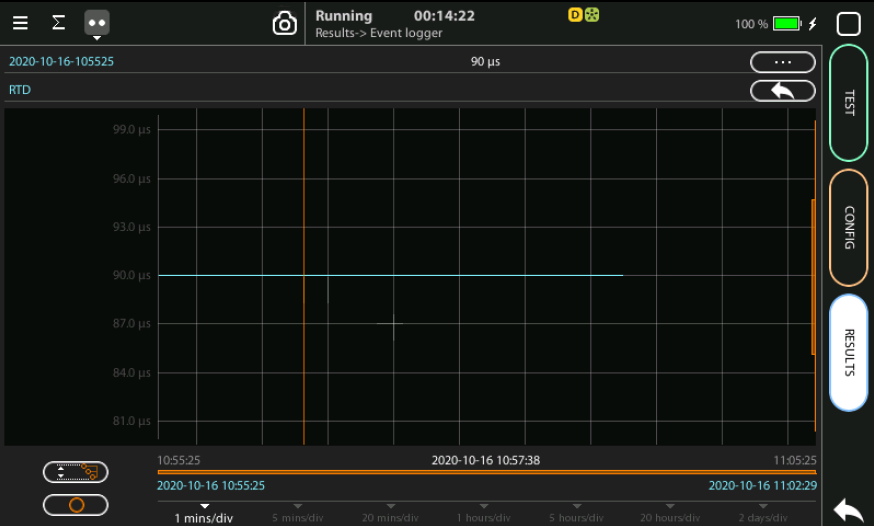 Running 00:14:22
Results-> Event logger
D
100 %
2020-10-16-105525 90 µs
...
RTD
TEST
CONFIG
RESULTS
99.0 µs
96.0 µs
93.0 µs
90.0 µs
87.0 µs
84.0 µs
81.0 µs
10:55:25 2020-10-16 10:57:38 11:05:25
2020-10-16 10:55:25 2020-10-16 11:02:29
1 mins/div 5 mins/div 20 mins/div 1 hours/div 5 hours/div 20 hours/div 2 days/div